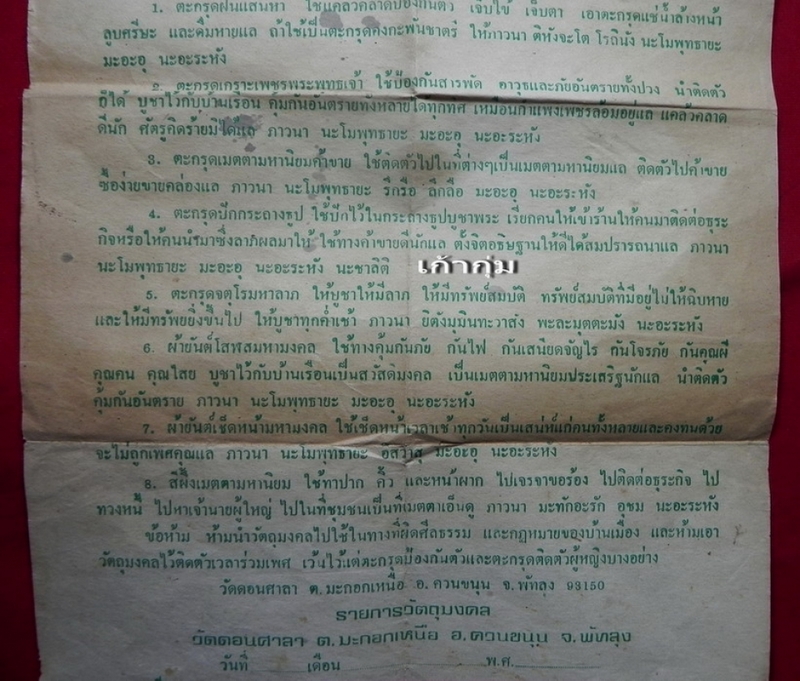 1. ตะกรุดฝนแสนห่า ใช้แคล้วคลาดป้องกันตัว เจ็บไข้ เจ็บตา เอาตะกรุดแช่น้ำล้างหน้า
ลูบศรีษะ และดื่มหายแล ถ้าใช้เป็นตะกรุดคงกะพันชาตรี ให้ภาวนา ติหังจะโต โรถินัง นะโมพุทธายะ
มะอะอุ นะอะระหัง
2. ตะกรุดเกราะเพชรพระพุทธเจ้า ใช้ป้องกันสารพัด อาวุธและภัยอันตรายทั้งปวง นำติดตัว
ก็ได้ บูชาไว้กับบ้านเรือน คุ้มกันอันตรายทั้งหลายได้ทุกทิศ เหมือนกำแพงเพชรล้อมอยู่แล แคล้วคลาด
ดีนัก ศัตรูคิดร้ายมิได้แล ภาวนา นะโมพุทธายะ มะอะอุ นะอะระหัง
3. ตะกรุดเมตตามหานิยมค้าขาย ใช้ติดตัวไปในที่ต่างๆเป็นเมตตามหานิยมแล ติดตัวไปค้าขาย
ซื้อง่ายขายคล่องแล ภาวนา นะโมพุทธายะ รึกรือ ลึกลือ มะอะอุ นะอะระหัง
4. ตะกรุดปักกระถางธูป ใช้ปักไว้ในกระถางธูปบูชาพระ เรียกคนให้เข้าร้านให้คนมาติดต่อธุระ
กิจหรือให้คนนำมาซึ่งลาภผลมาให้ ใช้ทางค้าขายดีนักแล ตั้งจิตอธิษฐานให้ดีได้สมปรารถนาแล ภาวนา
นะโมพุทธายะ มะอะอุ นะอะระหัง นะชาลิติ
เก้ากุ่ม
5. ตะกรุดจตุโรมหาลาภ ให้บูชาให้มีลาภ ให้มีทรัพย์สมบัติ ทรัพย์สมบัติที่มีอยู่ไม่ให้ฉิบหาย
และให้มีทรัพย์ยิ่งขึ้นไป ให้บูชาทุกค่ำเช้า ภาวนา ยิตังมุมินทะวาสัง พะละมุตตะมัง นะอะระหัง
6. ผ้ายันต์โสฬสมหามงคล ใช้ทางคุ้มกันภัย กันไฟ กันเสนียดจัญไร กันโจรภัย กันคุณผี
คุณคน คุณไสย บูชาไว้กับบ้านเรือนเป็นสวัสดิมงคล เป็นเมตตามหานิยมประเสริฐนักแล นำติดตัว
คุ้มกันอันตราย ภาวนา นะโมพุทธายะ มะอะอุ นะอะระหัง
7. ผ้ายันต์เช็ดหน้ามหามงคล ใช้เช็ดหน้าเวลาเช้าทุกวันเป็นเสน่ห์แก่คนทั้งหลายและคงทนด้วย
จะไม่ถูกเพศคุณแล ภาวนา นะโมพุทธายะ อสิวาสุ มะอะอุ นะอะระหัง
8. สีผึ้งเมตตามหานิยม ใช้ทาปาก คิ้ว และหน้าผาก ไปเจรจาขอร้อง ไปติดต่อธุระกิจ ไป
ทวงหนี้ ไปหาเจ้านายผู้ใหญ่ ไปในที่ชุมชนเป็นที่เมตตาเอ็นดู ภาวนา มะทักอะรัก อุชม นะอะระหัง
ข้อห้าม ห้ามนำวัตถุมงคลไปใช้ในทางที่ผิดศีลธรรม และกฎหมายของบ้านเมือง และห้ามเอา
วัตถุมงคลไว้ติดตัวเวลาร่วมเพศ เว้นไว้แต่ตะกรุดป้องกันตัวและตะกรุดติดตัวผู้หญิงบางอย่าง
วัดดอนศาลา ต.มะกอกเหนือ อ.ควนขนุน จ.พัทลุง 93150
รายการวัตถุมงคล
วัดดอนศาลา ต.มะกอกเหนือ อ.ควนขนุน จ.พัทลุง
วันที่ เดือน พ.ศ.